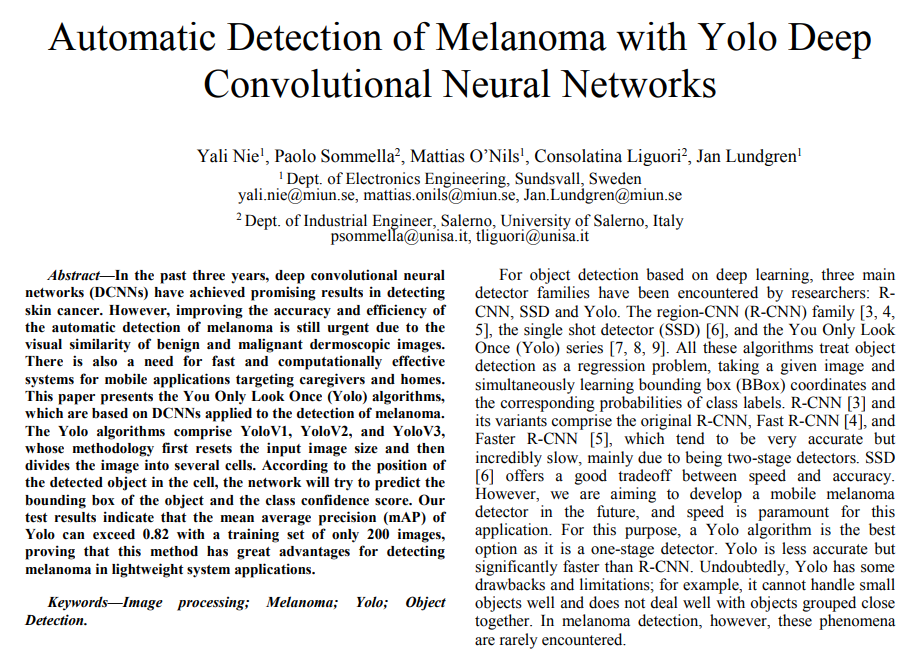 Automatic Detection of Melanoma with Yolo Deep
Convolutional Neural Networks
Yali Nie1, Paolo Sommella2, Mattias O'Nils1, Consolatina Liguori2, Jan Lundgren1
1 Dept. of Electronics Engineering, Sundsvall, Sweden
yali.nie@miun.se, mattias.onils@miun.se, Jan.Lundgren@miun.se
2 Dept. of Industrial Engineer, Salerno, University of Salerno, Italy
psommella@unisa.it, tliguori@unisa.it
Abstract—In the past three years, deep convolutional neural
networks (DCNNs) have achieved promising results in detecting
skin cancer. However, improving the accuracy and efficiency of
the automatic detection of melanoma is still urgent due to the
visual similarity of benign and malignant dermoscopic images.
There is also a need for fast and computationally effective
systems for mobile applications targeting caregivers and homes.
This paper presents the You Only Look Once (Yolo) algorithms,
which are based on DCNNs applied to the detection of melanoma.
The Yolo algorithms comprise YoloV1, YoloV2, and YoloV3,
whose methodology first resets the input image size and then
divides the image into several cells. According to the position of
the detected object in the cell, the network will try to predict the
bounding box of the object and the class confidence score. Our
test results indicate that the mean average precision (mAP) of
Yolo can exceed 0.82 with a training set of only 200 images,
proving that this method has great advantages for detecting
melanoma in lightweight system applications.
Keywords—Image processing; Melanoma; Yolo; Object
Detection.
For object detection based on deep learning, three main
detector families have been encountered by researchers: R-
CNN, SSD and Yolo. The region-CNN (R-CNN) family [3, 4,
5], the single shot detector (SSD) [6], and the You Only Look
Once (Yolo) series [7, 8, 9]. All these algorithms treat object
detection as a regression problem, taking a given image and
simultaneously learning bounding box (BBox) coordinates and
the corresponding probabilities of class labels. R-CNN [3] and
its variants comprise the original R-CNN, Fast R-CNN [4], and
Faster R-CNN [5], which tend to be very accurate but
incredibly slow, mainly due to being two-stage detectors. SSD
[6] offers a good tradeoff between speed and accuracy.
However, we are aiming to develop a mobile melanoma
detector in the future, and speed is paramount for this
application. For this purpose, a Yolo algorithm is the best
option as it is a one-stage detector. Yolo is less accurate but
significantly faster than R-CNN. Undoubtedly, Yolo has some
drawbacks and limitations; for example, it cannot handle small
objects well and does not deal well with objects grouped close
together. In melanoma detection, however, these phenomena
are rarely encountered.